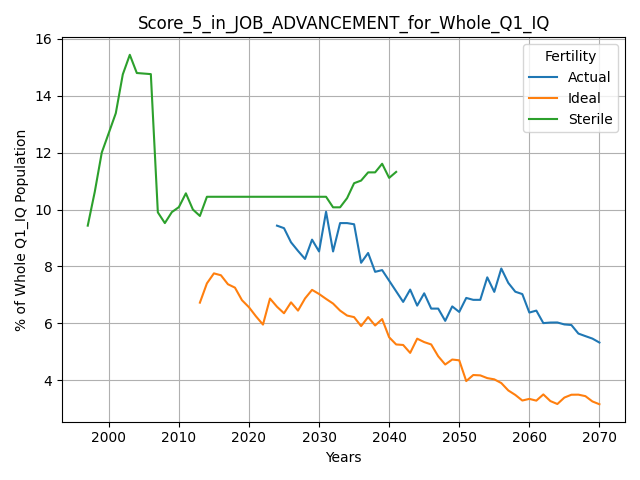 Score_5_in_JOB_ADVANCEMENT_for_Whole_Q1_IQ
% of Whole Q1_IQ Population
16
14
12
10
8
6
4
Fertility
Actual
Ideal
Sterile
2000 2010 2020 2030 2040 2050 2060 2070
Years